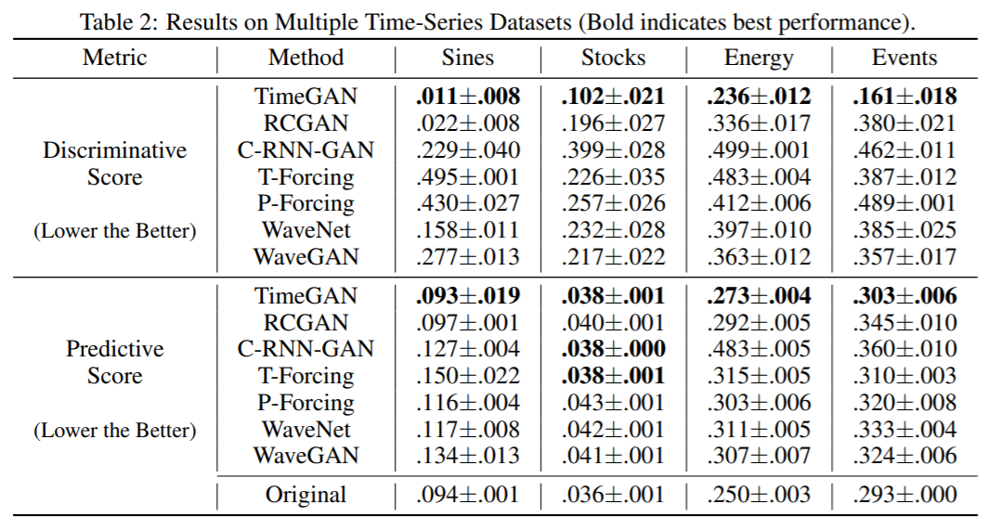 Table 2: Results on Multiple Time-Series Datasets (Bold indicates best performance).
Metric Method Sines Stocks Energy Events
TimeGAN .011±.008 .102±.021 .236±.012 .161±.018
RCGAN .022±.008 .196±.027 .336±.017 .380±.021
Discriminative C-RNN-GAN .229±.040 .399±.028 .499±.001 .462±.011
Score T-Forcing .495±.001 .226±.035 .483±.004 .387±.012
P-Forcing .430±.027 .257±.026 .412±.006 .489±.001
(Lower the Better) WaveNet .158±.011 .232±.028 .397±.010 .385±.025
WaveGAN .277±.013 .217±.022 .363±.012 .357±.017
TimeGAN .093±.019 .038±.001 .273±.004 .303±.006
RCGAN .097±.001 .040±.001 .292±.005 .345±.010
Predictive C-RNN-GAN .127±.004 .038±.000 .483±.005 .360±.010
Score T-Forcing .150±.022 .038±.001 .315±.005 .310±.003
P-Forcing .116±.004 .043±.001 .303±.006 .320±.008
(Lower the Better) WaveNet .117±.008 .042±.001 .311±.005 .333±.004
WaveGAN .134±.013 .041±.001 .307±.007 .324±.006
Original .094±.001 .036±.001 .250±.003 .293±.000